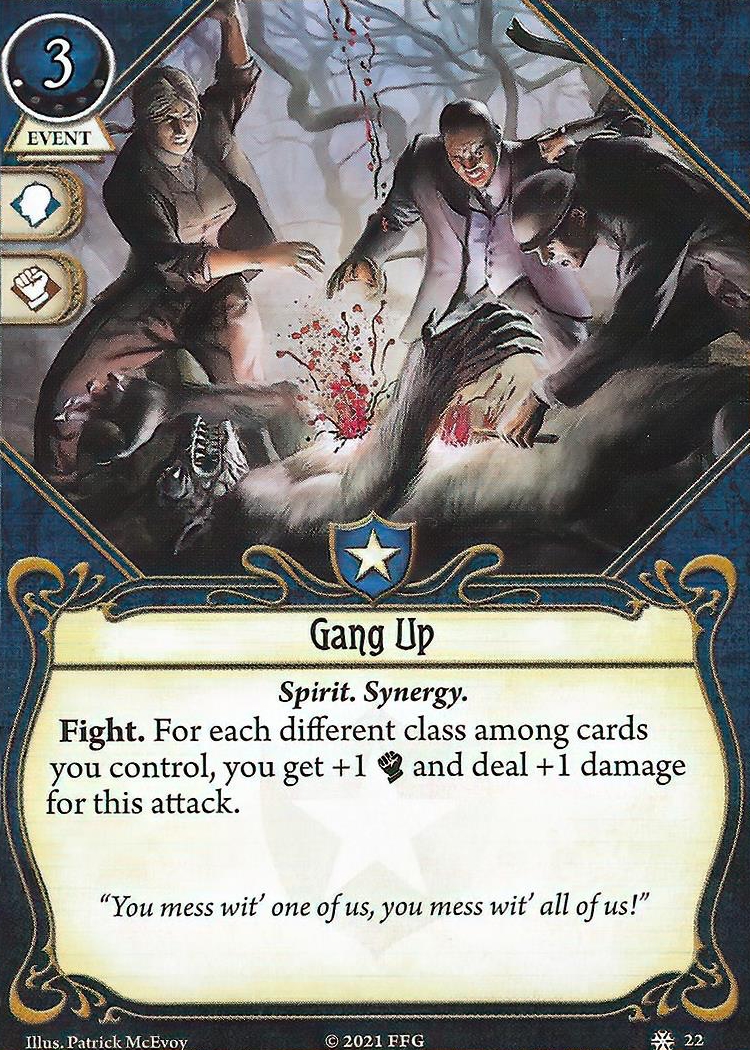 3
EVENT
Gang Up
Spirit. Synergy.
Fight. For each different class among cards
you control, you get +1 and deal +1 damage
for this attack.
“You mess wit’ one of us, you mess wit’ all of us!”
Illus. Patrick McEvoy © 2021 FFG 22